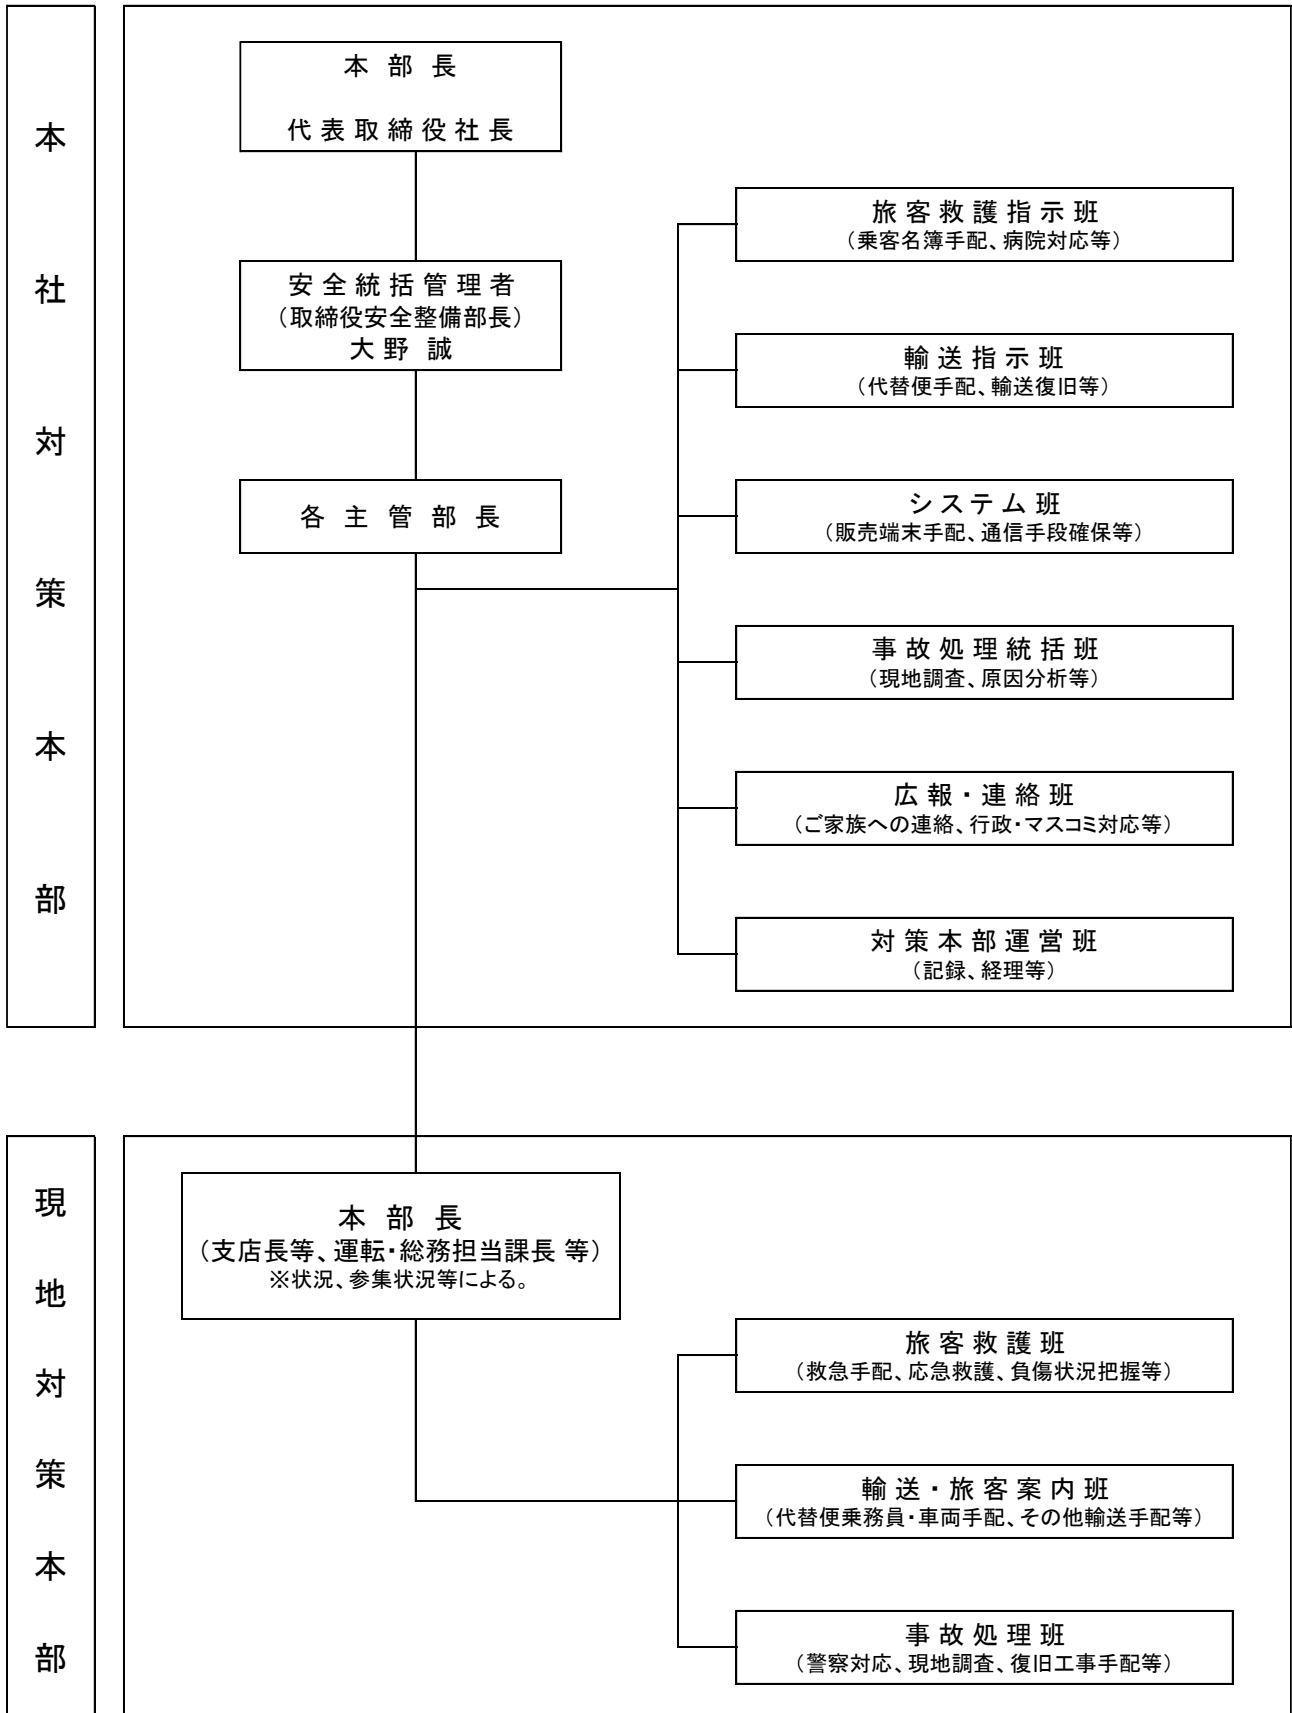 本社対策本部
本部長
代表取締役社長
安全統括管理者
（取締役安全整備部長）
大野 誠
各主管部長
旅客救護指示班
（乗客名簿手配、病院対応等）
輸送指示班
（代替便手配、輸送復旧等）
システム班
（販売端末手配、通信手段確保等）
事故処理統括班
（現地調査、原因分析等）
広報・連絡班
（ご家族への連絡、行政・マスコミ対応等）
対策本部運営班
（記録、経理等）
現地対策本部
本部長
（支店長等、運転・総務担当課長 等）
※状況、参集状況等による。
旅客救護班
（救急手配、応急救護、負傷状況把握等）
輸送・旅客案内班
（代替便乗務員・車両手配、その他輸送手配等）
事故処理班
（警察対応、現地調査、復旧工事手配等）